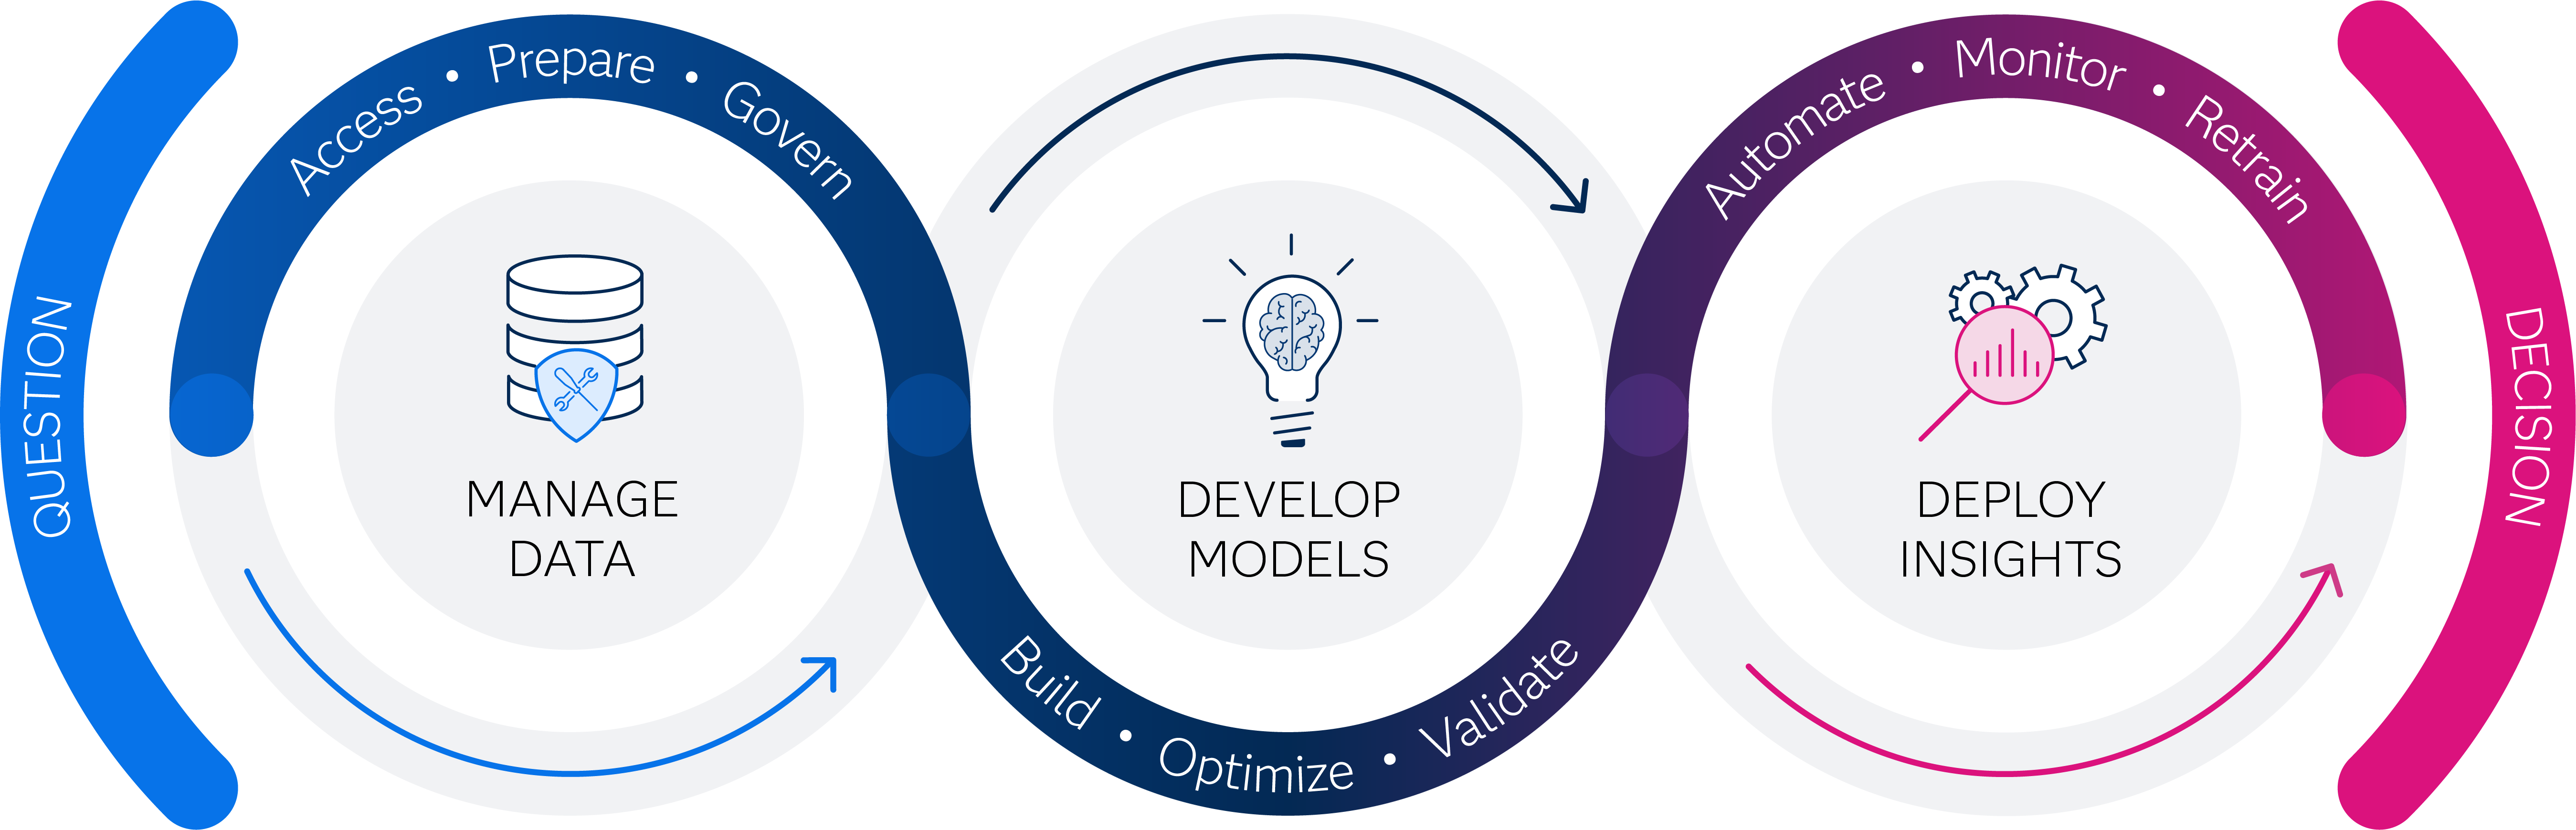 QUESTION
Access • Prepare • Govern
MANAGE
DATA
DEVELOP
MODELS
Build • Optimize • Validate
Automate • Monitor • Retrain
DEPLOY
INSIGHTS
DECISION